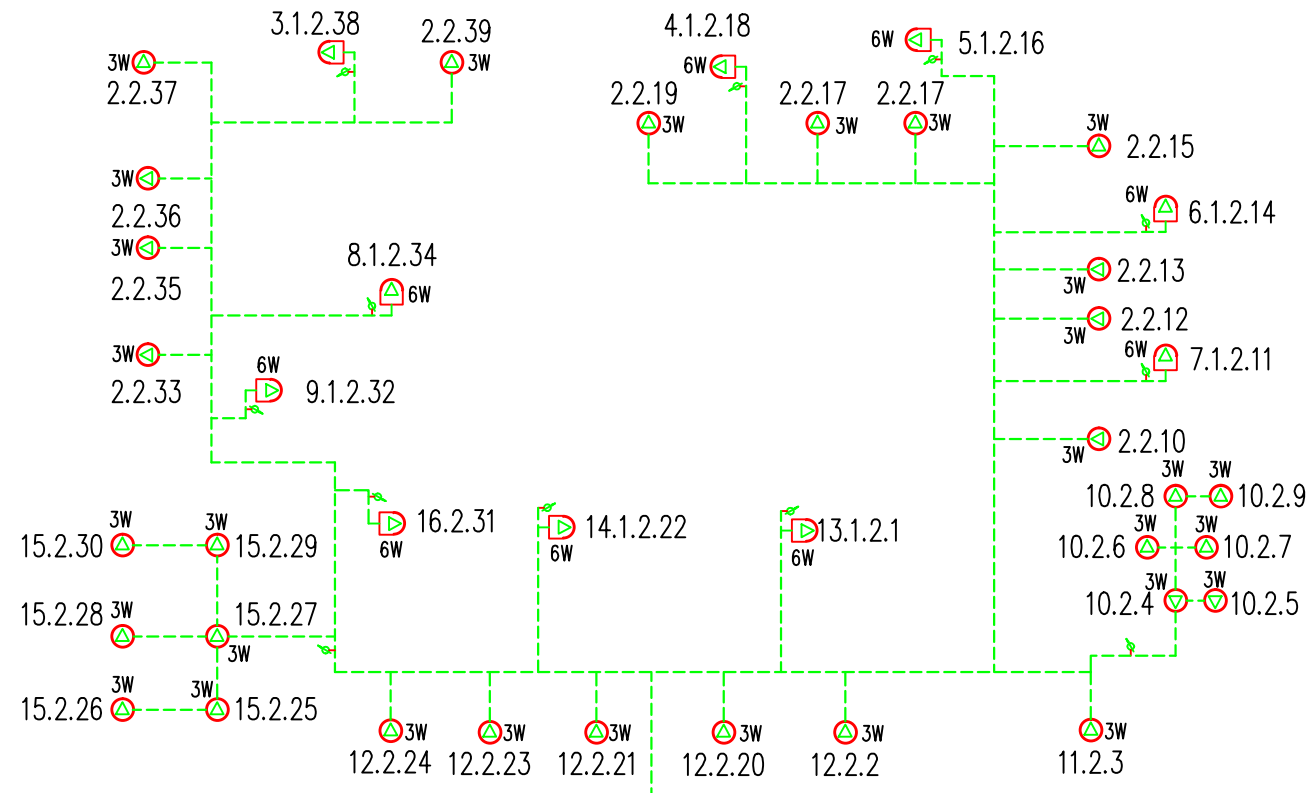 3.1.2.38
2.2.39
3W
3W
2.2.37
4.1.2.18
6W
5.1.2.16
6W
2.2.19
3W
2.2.17
3W
2.2.17
3W
3W
2.2.15
3W
2.2.36
6W
6.1.2.14
3W
2.2.35
8.1.2.34
6W
2.2.13
3W
2.2.12
3W
3W
2.2.33
6W
9.1.2.32
6W
7.1.2.11
2.2.10
3W
3W
3W
10.2.8
10.2.9
16.2.31
6W
14.1.2.22
6W
13.1.2.1
6W
3W
3W
10.2.6
10.2.7
3W
3W
15.2.30
15.2.29
3W
3W
10.2.4
10.2.5
3W
15.2.28
15.2.27
3W
3W
3W
15.2.26
15.2.25
3W
3W
3W
3W
3W
3W
12.2.24
12.2.23
12.2.21
12.2.20
12.2.2
11.2.3